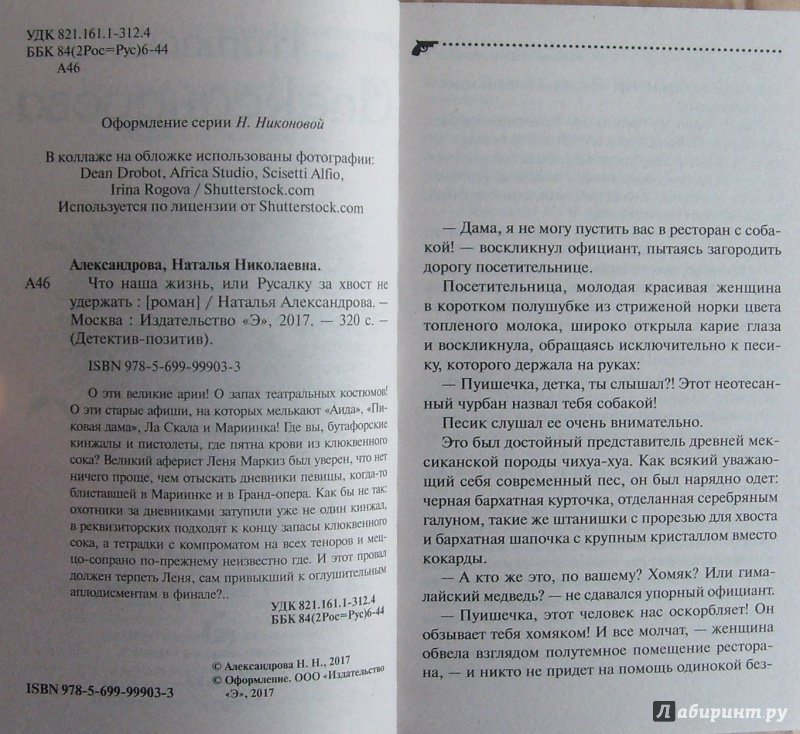 УДК 821.161.1-312.4
ББК 84(2Рос=Рус)6-44
А46
Оформление серии Н. Никоновой
В коллаже на обложке использованы фотографии:
Dean Drobot, Africa Studio, Scisetti Alfio,
Irina Rogova / Shutterstock.com
Используется по лицензии от Shutterstock.com
Александрова, Наталья Николаевна.
А46 Что наша жизнь, или Русалку за хвост не
удержать : [роман] / Наталья Александрова. –
Москва : Издательство «Э», 2017. — 320 с. –
(Детектив-позитив).
ISBN 978-5-699-99903-3
О эти великие арии! О запах театральных костюмов!
О эти старые афиши, на которых мелькают «Аида», «Пи-
ковая дама», Ла Скала и Мариинка! Где вы, бутафорские
кинжалы и пистолеты, где пятна крови из клюквенного
сока? Великий аферист Леня Маркиз был уверен, что нет
ничего проще, чем отыскать дневники певицы, когда-то
блиставшей в Мариинке и в Гранд-опера. Как бы не так:
охотники за дневниками затупили уже не один кинжал,
в реквизиторских подходят к концу запасы клюквенного
сока, а тетрадки с компроматом на всех теноров и мец-
цо-сопрано по-прежнему неизвестно где. И этот провал
должен терпеть Леня, сам привыкший к оглушительным
аплодисментам в финале?..
УДК 821.161.1-312.4
ББК 84(2Рос=Рус)6-44
© Александрова Н. Н., 2017
© Оформление. ООО «Издательство
«Э», 2017
ISBN 978-5-699-99903-3
— Дама, я не могу пустить вас в ресторан с соба-
кой! — воскликнул официант, пытаясь загородить
дорогу посетительнице.
Посетительница, молодая красивая женщина
в коротком полушубке из стриженой норки цвета
топленого молока, широко открыла карие глаза
и воскликнула, обращаясь исключительно к песи-
ку, которого держала на руках:
— Пуишечка, детка, ты слышал?! Этот неотесан-
ный чурбан назвал тебя собакой!
Песик слушал ее очень внимательно.
Это был достойный представитель древней мек-
сиканской породы чихуа-хуа. Как всякий уважаю-
щий себя современный пес, он был нарядно одет:
черная бархатная курточка, отделанная серебряным
галуном, такие же штанишки с прорезью для хвоста
и бархатная шапочка с крупным кристаллом вместо
кокарды.
— А кто же это, по вашему? Хомяк? Или гима-
лайский медведь? — не сдавался упорный официант.
— Пуишечка, этот человек нас оскорбляет! Он
обзывает тебя хомяком! И все молчат, — женщина
обвела взглядом полутемное помещение рестора-
на, — и никто не придет на помощь одинокой без-
Лабиринт.ру